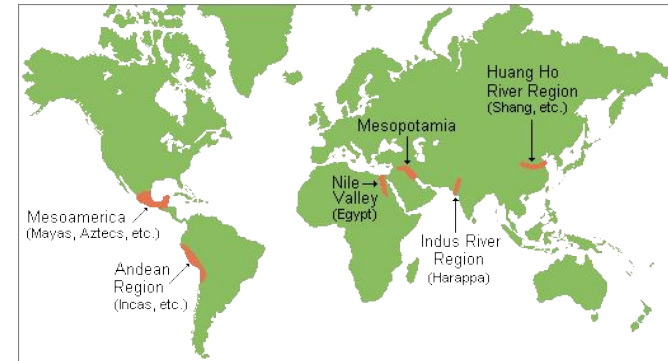 Huang Ho
River Region
(Shang, etc.)
Mesopotamia
Nile
Valley
(Egypt)
Indus River
Region
(Harappa)
Mesoamerica
(Mayas, Aztecs, etc.)
Andean
Region
(Incas, etc.)